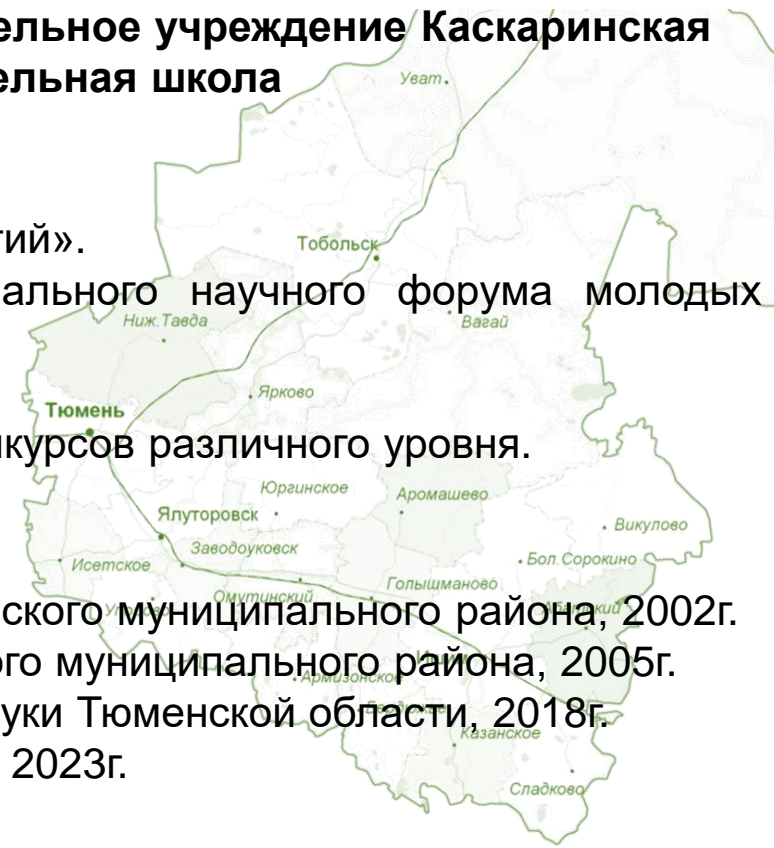 ельное учреждение Каскаринская
ельная школа
Уват
тий».
Тобольск
ального научного форума молодых
Ниж.Тавда
Вагай
Ярково
Тюмень
нкурсов различного уровня.
Юргинское
Аромашево
Ялуторовск
Викулово
Заводоуковск
Бол.Сорокино
Исетское
Голышманово
Омутинский
ского муниципального района, 2002г.
ого муниципального района, 2005г.
Армизонское
уки Тюменской области, 2018г.
Казанское
2023г.
Сладково